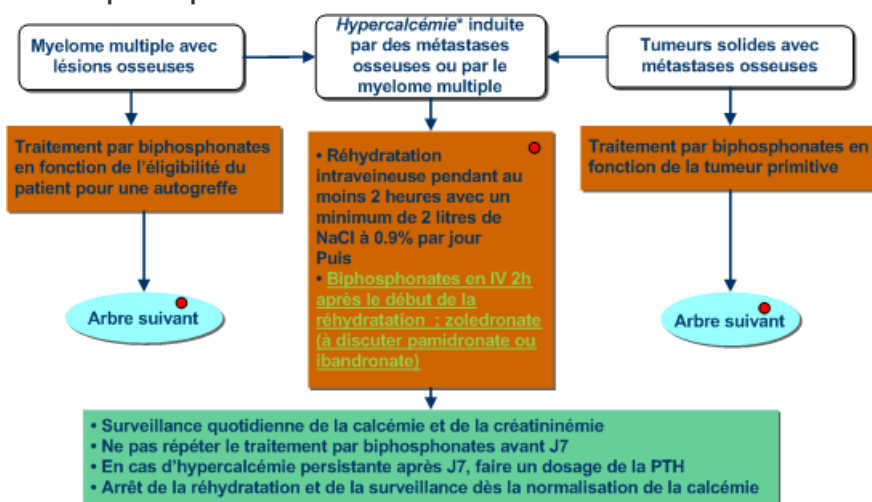 Myelome multiple avec
lésions osseuses
Hypercalcémie* induite
par des métastases
osseuses ou par le
myelome multiple
Tumeurs solides avec
métastases osseuses
Traitement par biphosphonates
en fonction de l'éligibilité du
patient pour une autogreffe
• Réhydratation
intraveineuse pendant au
moins 2 heures avec un
minimum de 2 litres de
NaCl à 0.9% par jour
Puis
• Biphosphonates en IV 2h
après le début de la
réhydratation : zoledronate
(à discuter pamidronate ou
ibandronate)
Traitement par biphosphonates en
fonction de la tumeur primitive
Arbre suivant
Arbre suivant
• Surveillance quotidienne de la calcémie et de la créatininémie
• Ne pas répéter le traitement par biphosphonates avant J7
• En cas d'hypercalcémie persistante après J7, faire un dosage de la PTH
• Arrêt de la réhydratation et de la surveillance dès la normalisation de la calcémie